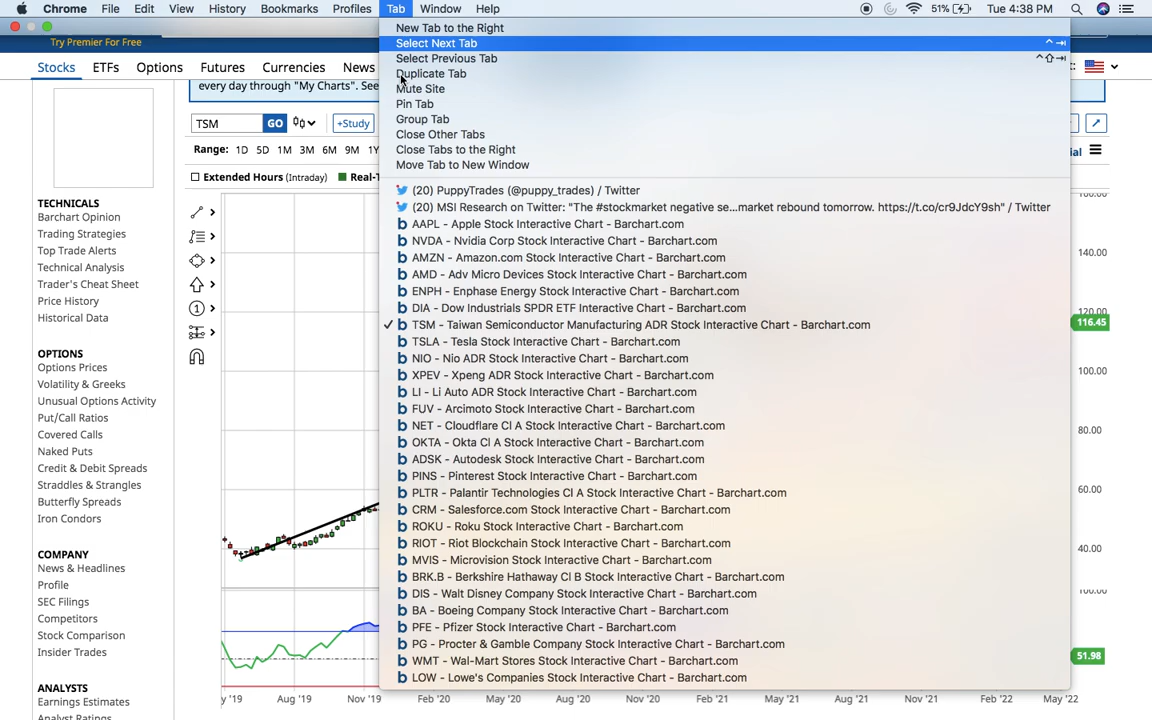 Chrome File Edit View History Bookmarks Profiles Tab Window Help 51% Tue 4:38 PM
Try Premier For Free
Stocks ETFs Options Futures Currencies News
every day through "My Charts". See
TSM GO +Study
Range: 1D 5D 1M 3M 6M 9M 1Y
Extended Hours (Intraday) Real-T
TECHNICALS
Barchart Opinion
Trading Strategies
Top Trade Alerts
Technical Analysis
Trader's Cheat Sheet
Price History
Historical Data
OPTIONS
Options Prices
Volatility & Greeks
Unusual Options Activity
Put/Call Ratios
Covered Calls
Naked Puts
Credit & Debit Spreads
Straddles & Strangles
Butterfly Spreads
Iron Condors
COMPANY
News & Headlines
Profile
SEC Filings
Competitors
Stock Comparison
Insider Trades
ANALYSTS
Earnings Estimates
Analyst Ratings
New Tab to the Right
Select Next Tab
Select Previous Tab
Duplicate Tab
Mute Site
Pin Tab
Group Tab
Close Other Tabs
Close Tabs to the Right
Move Tab to New Window
(20) PuppyTrades (@puppy_trades) / Twitter
(20) MSI Research on Twitter: "The #stockmarket negative se...market rebound tomorrow. https://t.co/cr9JdcY9sh" / Twitter
AAPL - Apple Stock Interactive Chart - Barchart.com
NVDA - Nvidia Corp Stock Interactive Chart - Barchart.com
AMZN - Amazon.com Stock Interactive Chart - Barchart.com
AMD - Adv Micro Devices Stock Interactive Chart - Barchart.com
ENPH - Enphase Energy Stock Interactive Chart - Barchart.com
DIA - Dow Industrials SPDR ETF Interactive Chart - Barchart.com
✓ TSM - Taiwan Semiconductor Manufacturing ADR Stock Interactive Chart - Barchart.com
TSLA - Tesla Stock Interactive Chart - Barchart.com
NIO - Nio ADR Stock Interactive Chart - Barchart.com
XPEV - Xpeng ADR Stock Interactive Chart - Barchart.com
LI - Li Auto ADR Stock Interactive Chart - Barchart.com
FUV - Arcimoto Stock Interactive Chart - Barchart.com
NET - Cloudflare Cl A Stock Interactive Chart - Barchart.com
OKTA - Okta Cl A Stock Interactive Chart - Barchart.com
ADSK - Autodesk Stock Interactive Chart - Barchart.com
PINS - Pinterest Stock Interactive Chart - Barchart.com
PLTR - Palantir Technologies Cl A Stock Interactive Chart - Barchart.com
CRM - Salesforce.com Stock Interactive Chart - Barchart.com
ROKU - Roku Stock Interactive Chart - Barchart.com
RIOT - Riot Blockchain Stock Interactive Chart - Barchart.com
MVIS - Microvision Stock Interactive Chart - Barchart.com
BRK.B - Berkshire Hathaway Cl B Stock Interactive Chart - Barchart.com
DIS - Walt Disney Company Stock Interactive Chart - Barchart.com
BA - Boeing Company Stock Interactive Chart - Barchart.com
PFE - Pfizer Stock Interactive Chart - Barchart.com
PG - Procter & Gamble Company Stock Interactive Chart - Barchart.com
WMT - Wal-Mart Stores Stock Interactive Chart - Barchart.com
LOW - Lowe's Companies Stock Interactive Chart - Barchart.com
ial
160.00
140.00
120.00
116.45
100.00
80.00
60.00
40.00
100.00
51.98
y '19 Aug '19 Nov '19 Feb '20 May '20 Aug '20 Nov '20 Feb '21 May '21 Aug '21 Nov '21 Feb '22 May '22